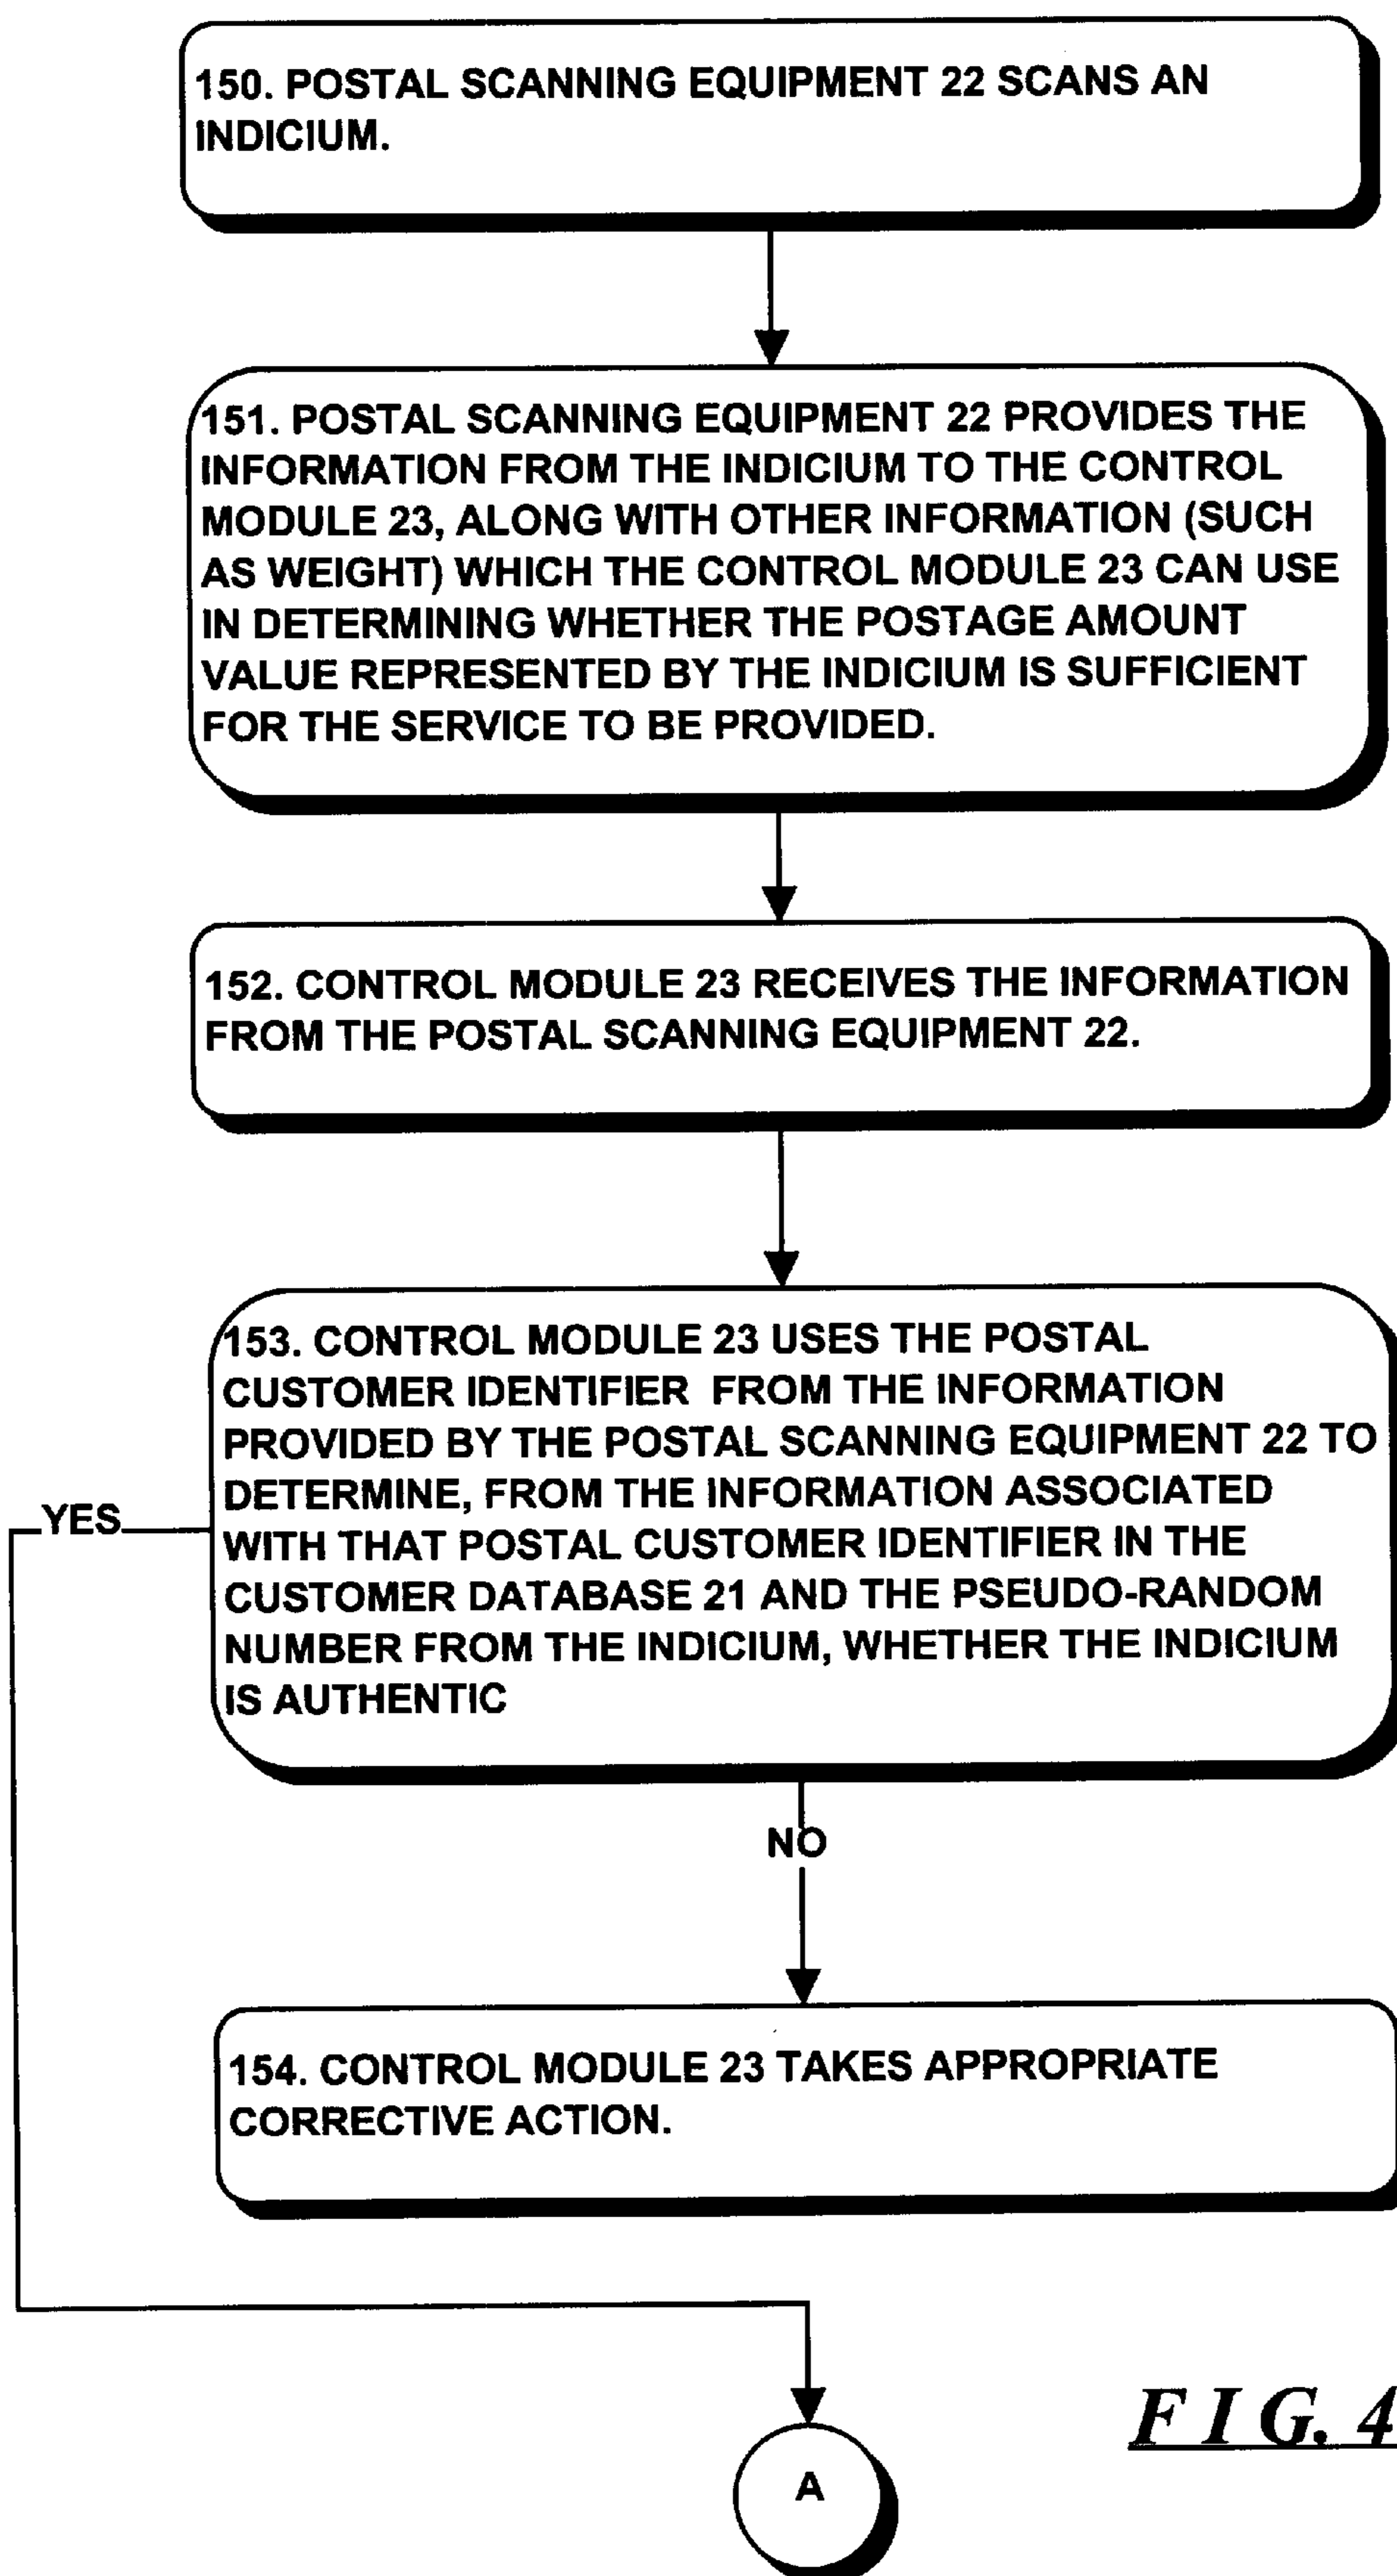 150. POSTAL SCANNING EQUIPMENT 22 SCANS AN
INDICIUM.
151. POSTAL SCANNING EQUIPMENT 22 PROVIDES THE
INFORMATION FROM THE INDICIUM TO THE CONTROL
MODULE 23, ALONG WITH OTHER INFORMATION (SUCH
AS WEIGHT) WHICH THE CONTROL MODULE 23 CAN USE
IN DETERMINING WHETHER THE POSTAGE AMOUNT
VALUE REPRESENTED BY THE INDICIUM IS SUFFICIENT
FOR THE SERVICE TO BE PROVIDED.
152. CONTROL MODULE 23 RECEIVES THE INFORMATION
FROM THE POSTAL SCANNING EQUIPMENT 22.
153. CONTROL MODULE 23 USES THE POSTAL
CUSTOMER IDENTIFIER FROM THE INFORMATION
PROVIDED BY THE POSTAL SCANNING EQUIPMENT 22 TO
DETERMINE, FROM THE INFORMATION ASSOCIATED
WITH THAT POSTAL CUSTOMER IDENTIFIER IN THE
CUSTOMER DATABASE 21 AND THE PSEUDO-RANDOM
NUMBER FROM THE INDICIUM, WHETHER THE INDICIUM
IS AUTHENTIC
YES
NO
154. CONTROL MODULE 23 TAKES APPROPRIATE
CORRECTIVE ACTION.
A
FIG. 4